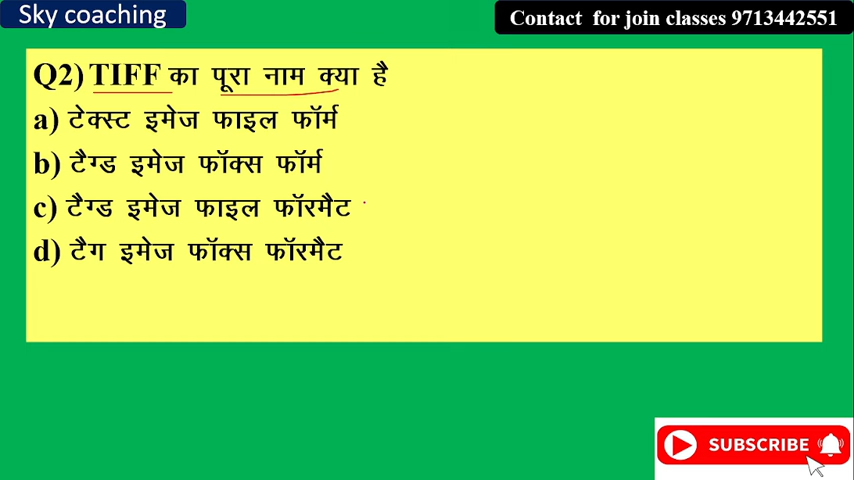 Sky coaching
Contact for join classes 9713442551
Q2) TIFF का पूरा नाम क्या है
a) टेक्स्ट इमेज फाइल फॉर्म
b) टैग्ड इमेज फॉक्स फॉर्म
c) टैग्ड इमेज फाइल फॉरमैट
d) टैग इमेज फॉक्स फॉरमैट
SUBSCRIBE